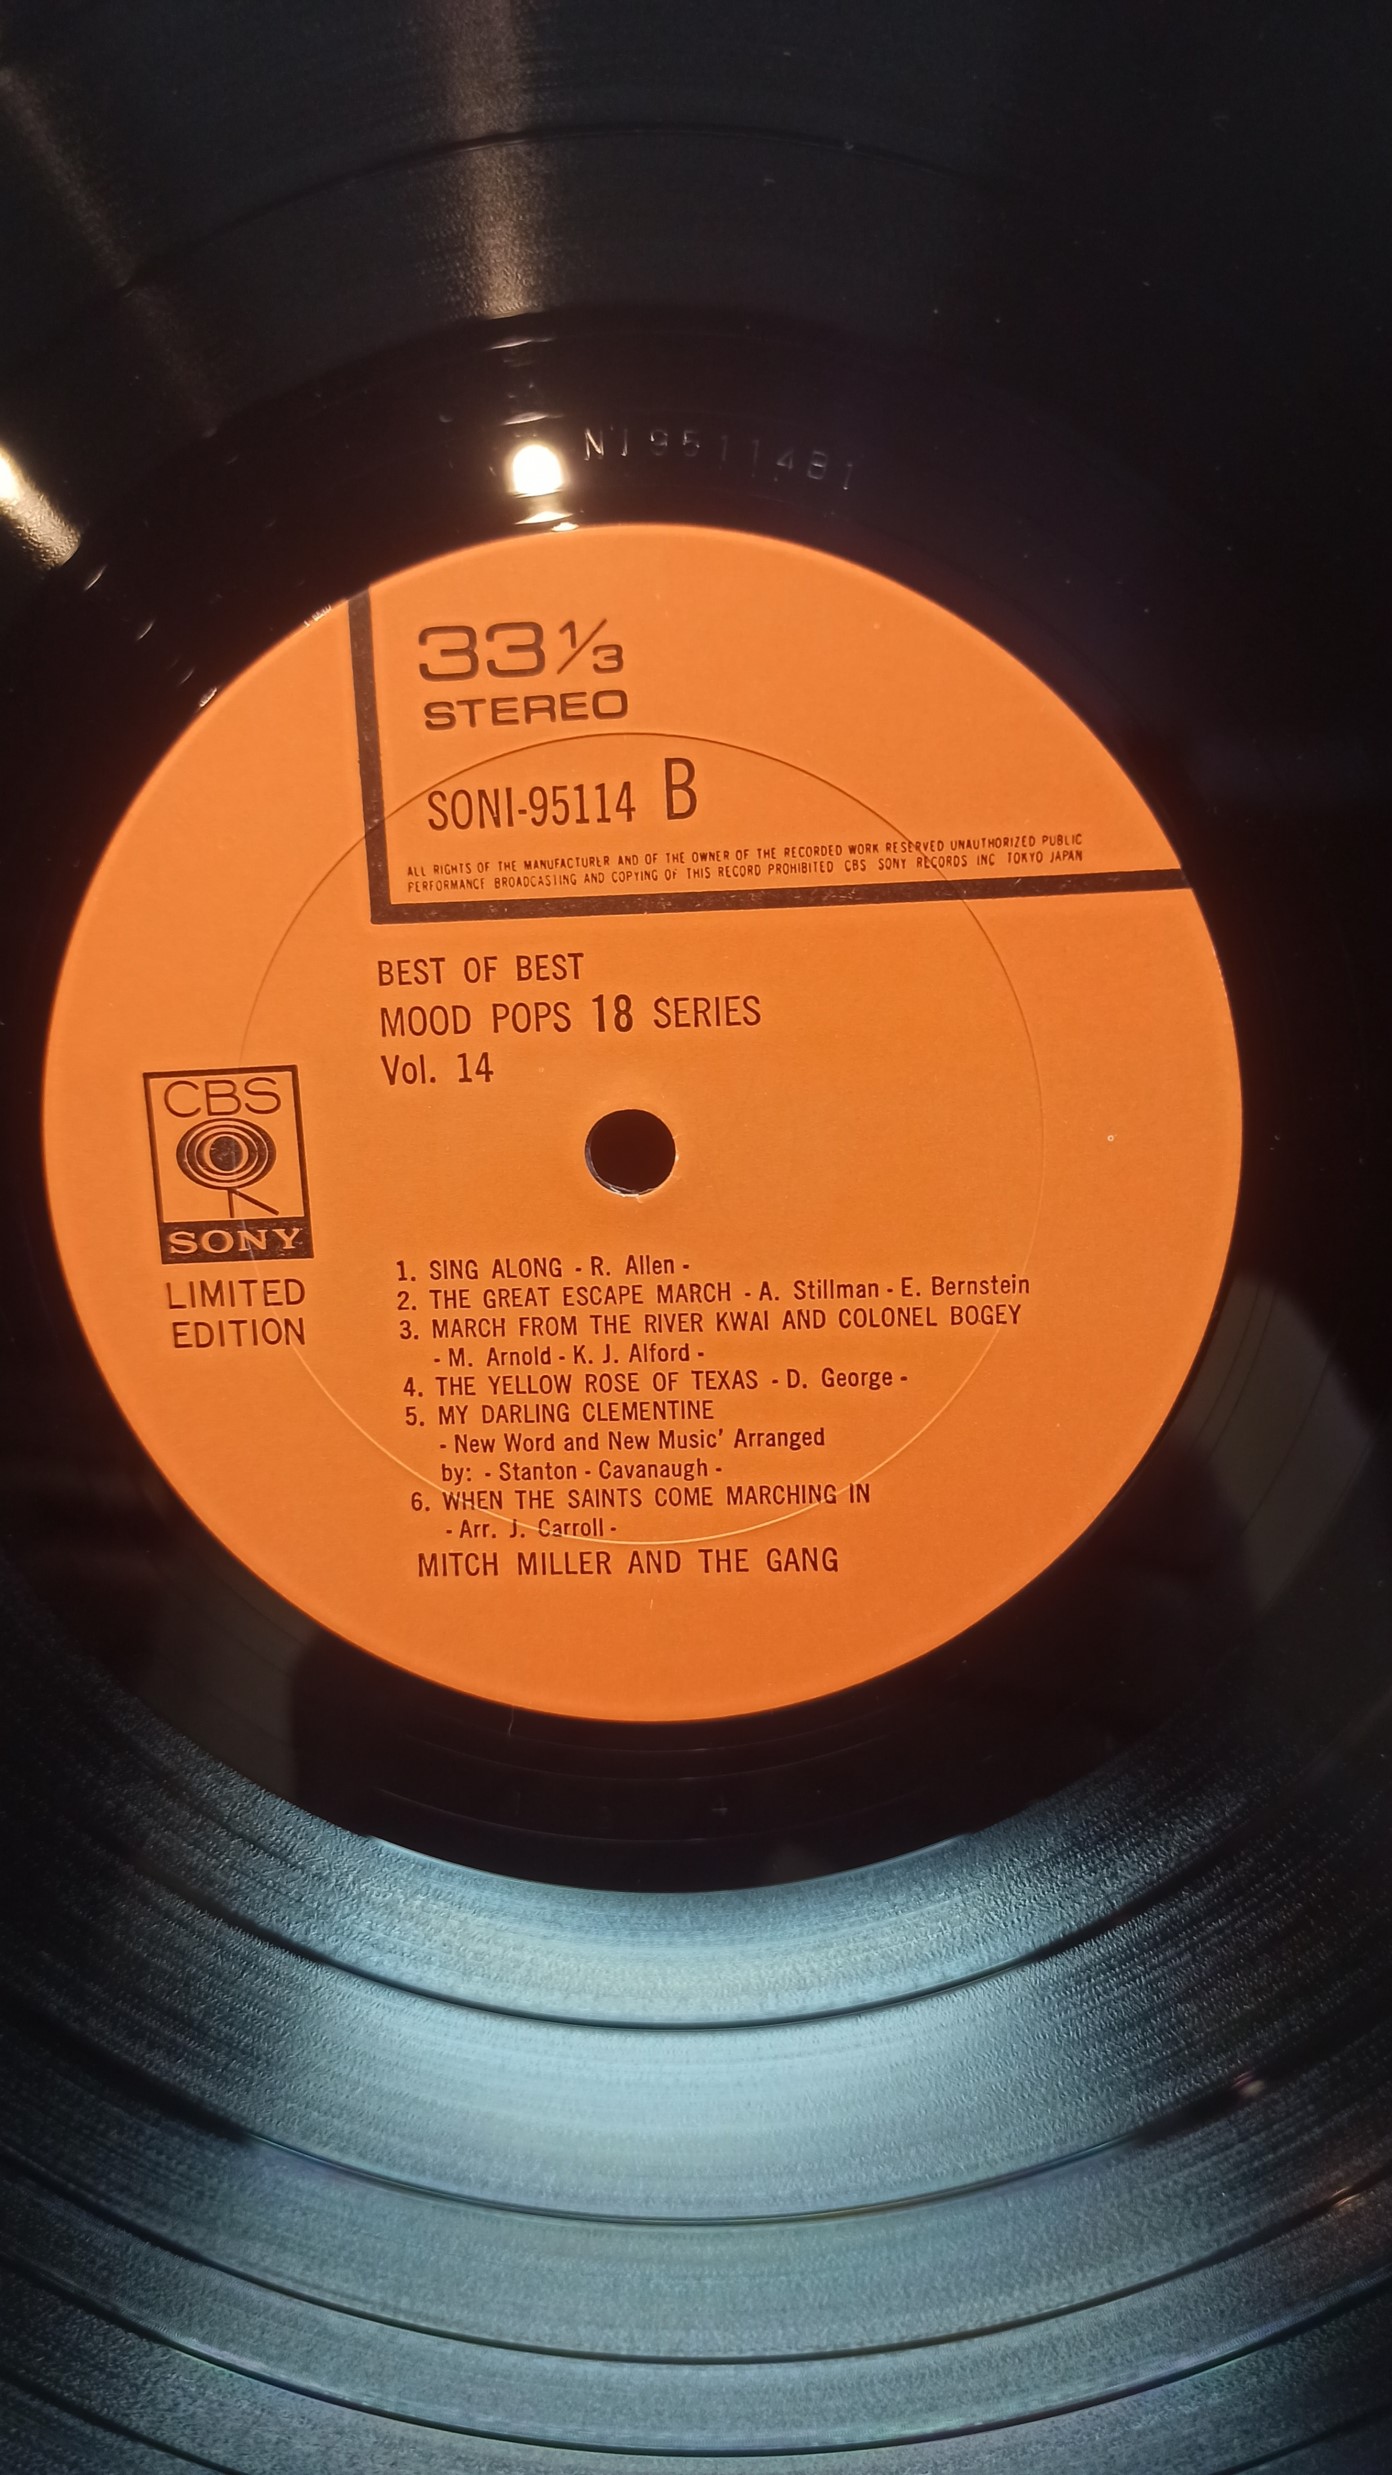 NI95114B1
33 1/3
STEREO
SONI-95114 B
ALL RIGHTS OF THE MANUFACTURER AND OF THE OWNER OF THE RECORDED WORK RESERVED UNAUTHORIZED PUBLIC
PERFORMANCE BROADCASTING AND COPYING OF THIS RECORD PROHIBITED CBS SONY RECORDS INC TOKYO JAPAN
BEST OF BEST
MOOD POPS 18 SERIES
Vol. 14
CBS
SONY
LIMITED
EDITION
1. SING ALONG - R. Allen -
2. THE GREAT ESCAPE MARCH - A. Stillman - E. Bernstein
3. MARCH FROM THE RIVER KWAI AND COLONEL BOGEY
- M. Arnold - K. J. Alford -
4. THE YELLOW ROSE OF TEXAS - D. George -
5. MY DARLING CLEMENTINE
- New Word and New Music' Arranged
by: - Stanton - Cavanaugh -
6. WHEN THE SAINTS COME MARCHING IN
- Arr. J. Carroll -
MITCH MILLER AND THE GANG